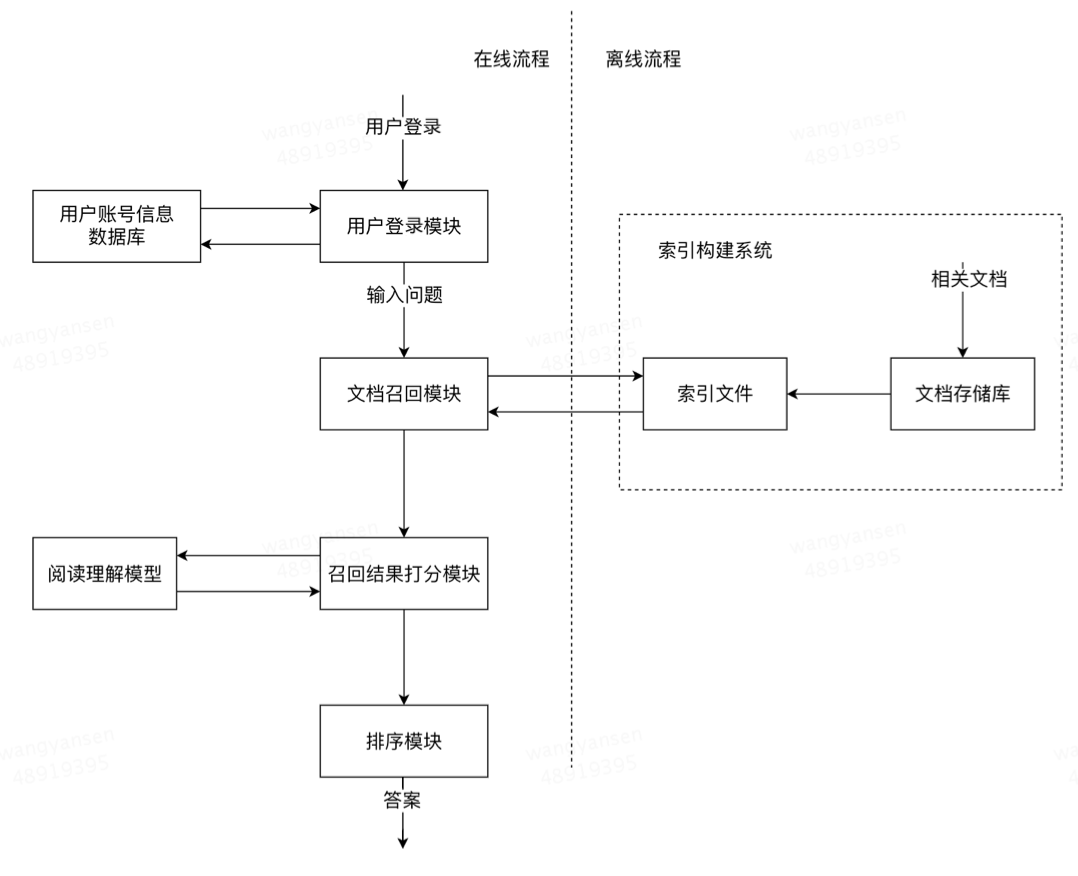 在线流程
离线流程
用户登录
用户账号信息
数据库
用户登录模块
索引构建系统
输入问题
相关文档
文档召回模块
索引文件
文档存储库
阅读理解模型
召回结果打分模块
排序模块
答案
wangyansen
48919395
wangyansen
48919395
wangyansen
48919395
wangyansen
48919395
wangyansen
48919395
wangyansen
48919395
wangyansen
48919395
wangyansen
48919395